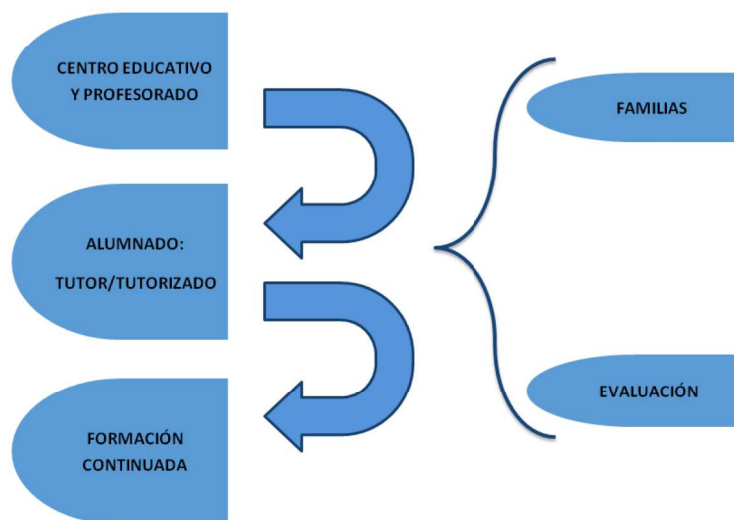 CENTRO EDUCATIVO
Y PROFESORADO
ALUMNADO:
TUTOR/TUTORIZADO
FORMACIÓN
CONTINUADA
FAMILIAS
EVALUACIÓN